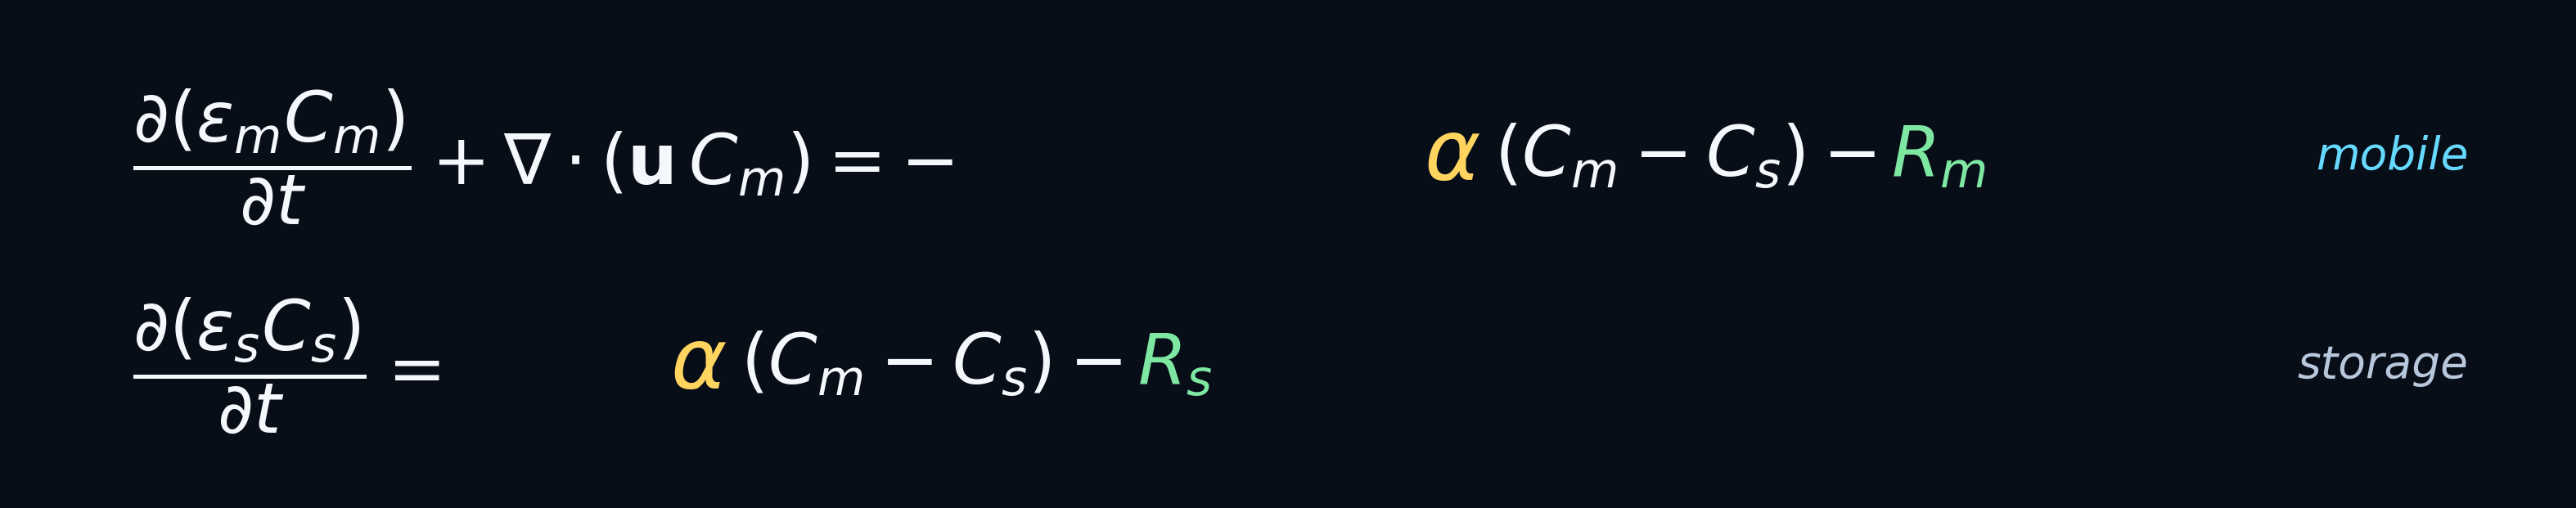 ∂(ε_m C_m)/∂t + ∇ · (𝐮 C_m) = − α (C_m − C_s) − R_m mobile
∂(ε_s C_s)/∂t = α (C_m − C_s) − R_s storage